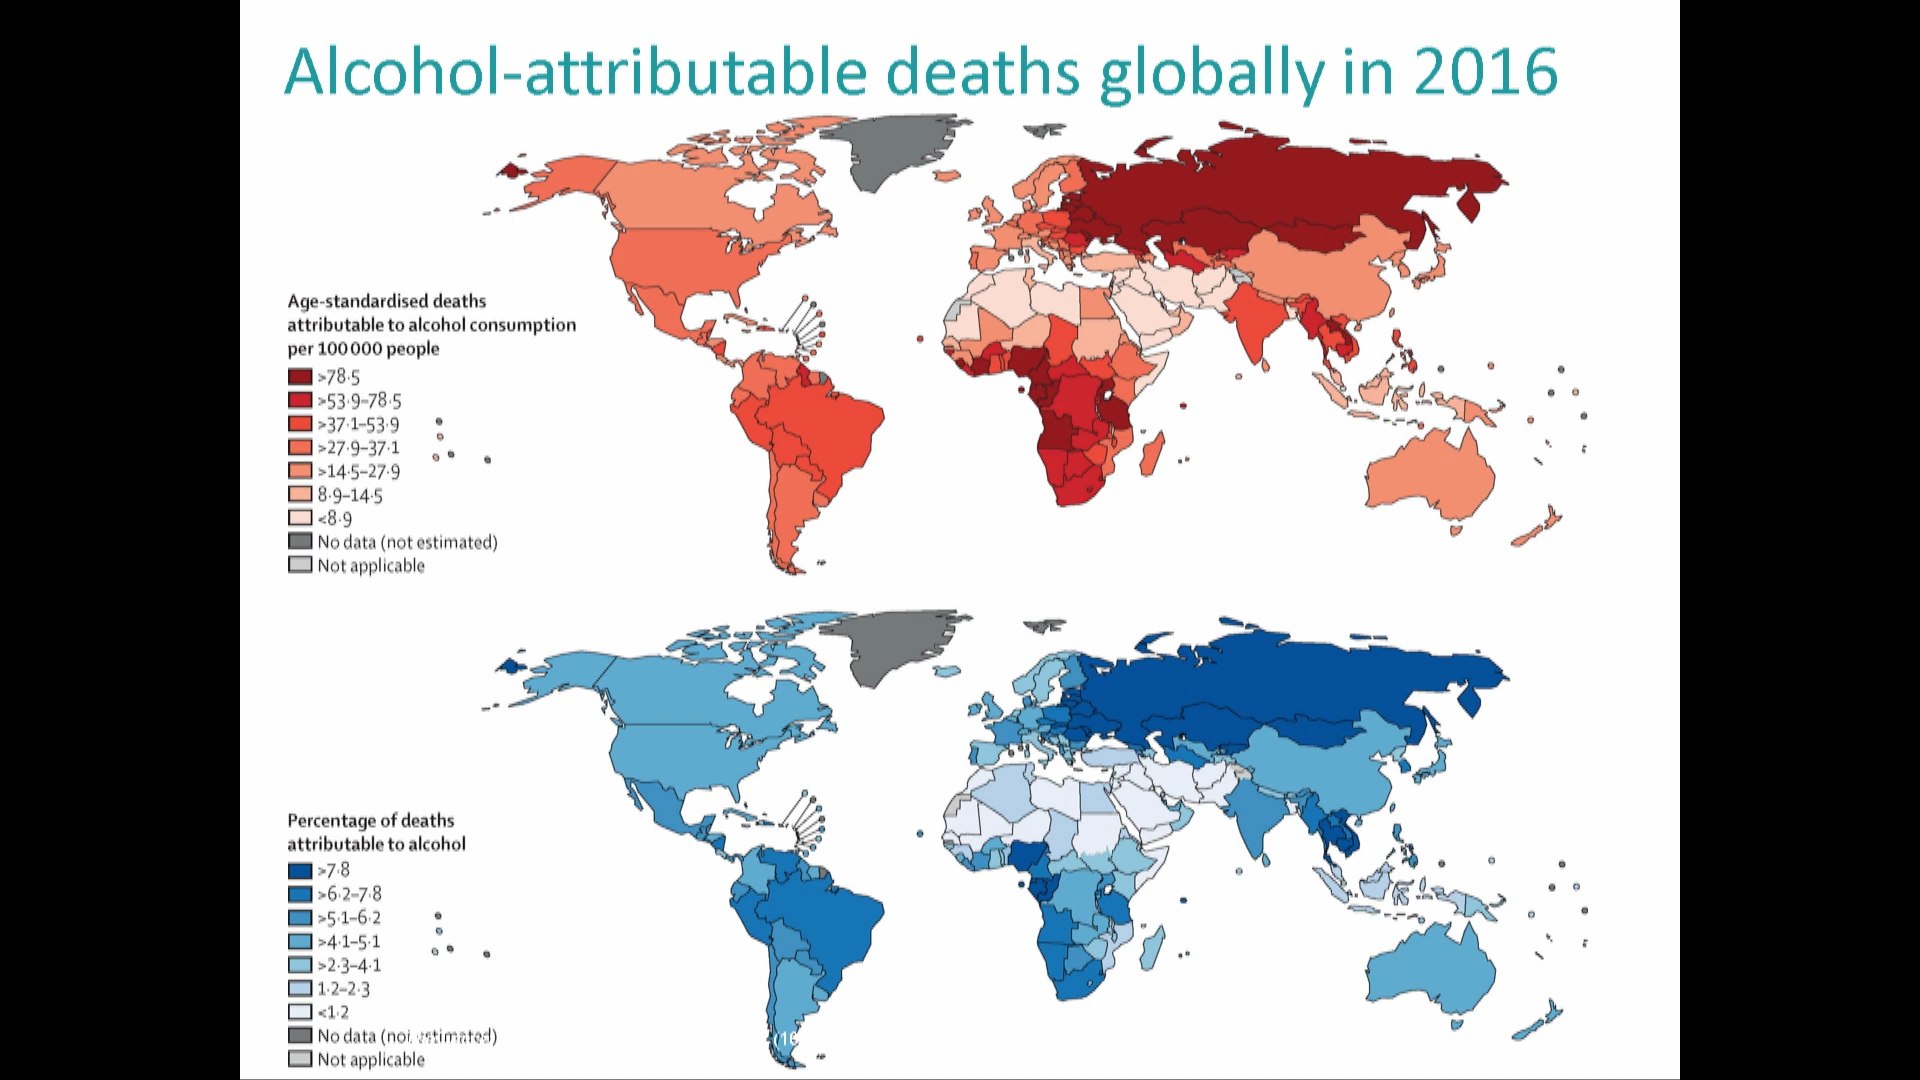 Alcohol-attributable deaths globally in 2016
Age-standardised deaths
attributable to alcohol consumption
per 100 000 people
>78·5
>53·9–78·5
>37·1–53·9
>27·9–37·1
>14·5–27·9
8·9–14·5
<8·9
No data (not estimated)
Not applicable
Percentage of deaths
attributable to alcohol
>7·8
>6·2–7·8
>5·1–6·2
>4·1–5·1
>2·3–4·1
1·2–2·3
<1·2
No data (not estimated)
Not applicable